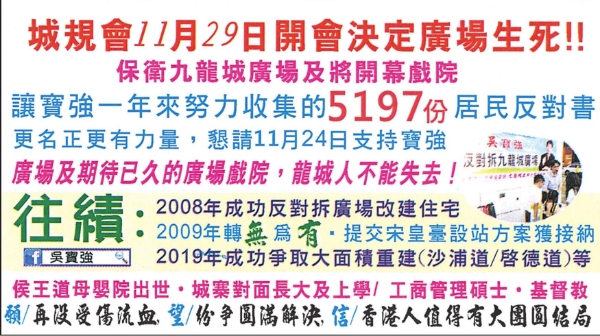 城規會11月29日開會決定廣場生死!!
保衛九龍城廣場及將開幕戲院
讓寶強一年來努力收集的5197份居民反對書
更名正更有力量，懇請11月24日支持寶強
廣場及期待已久的廣場戲院，龍城人不能失去！
吳寶強
反對拆九龍城廣場
往績：
2008年成功反對拆廣場改建住宅
2009年轉無為有。提交宋皇臺設站方案獲接納
2019年成功爭取大面積重建(沙浦道/啓德道)等
f 吳寶強
侯王道母嬰院出世・城寨對面長大及上學/ 工商管理碩士・基督教
願/再沒受傷流血, 望/紛爭圓滿解決, 信/香港人值得有大團圓結局